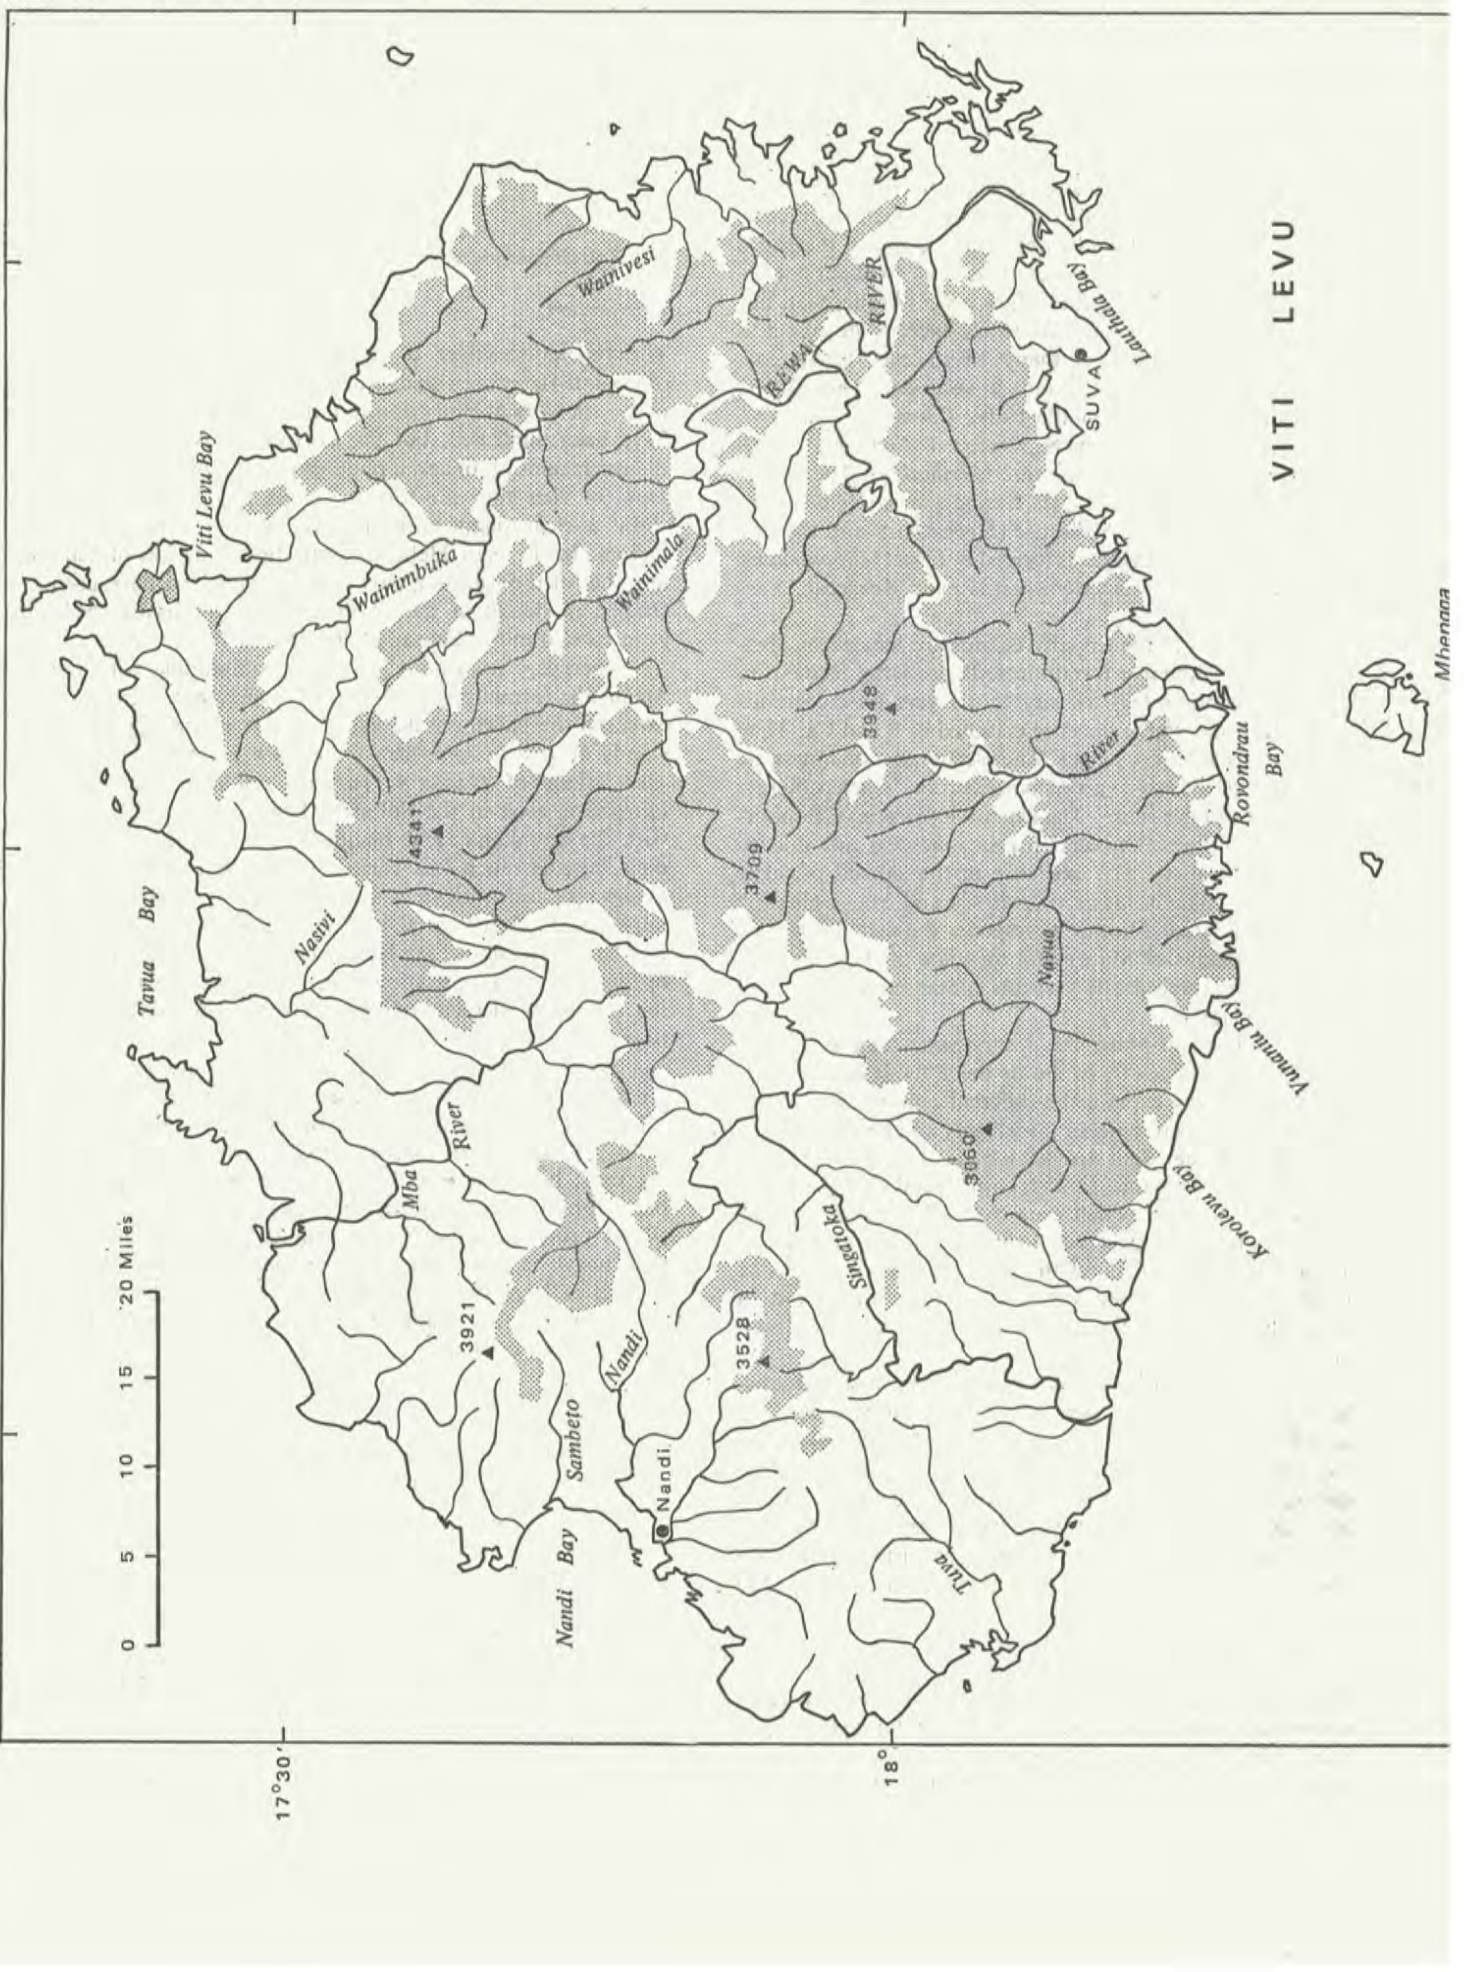 0 5 10 15 20 Miles
Tavua Bay
Viti Levu Bay
Nasivi
Wainimbuka
Mba
River
4341
3921
Wainivesi
Wainimala
Nandi Bay
Sambeto
Nandi
Nandi
3528
3709
REWA
RIVER
Singatoka
3948
3060
Tuva
Navua
River
SUVA
Lauthala Bay
Korolevu Bay
Vunaniu Bay
Rovondrau
Bay
VITI LEVU
Mbengga
17°30'
18°